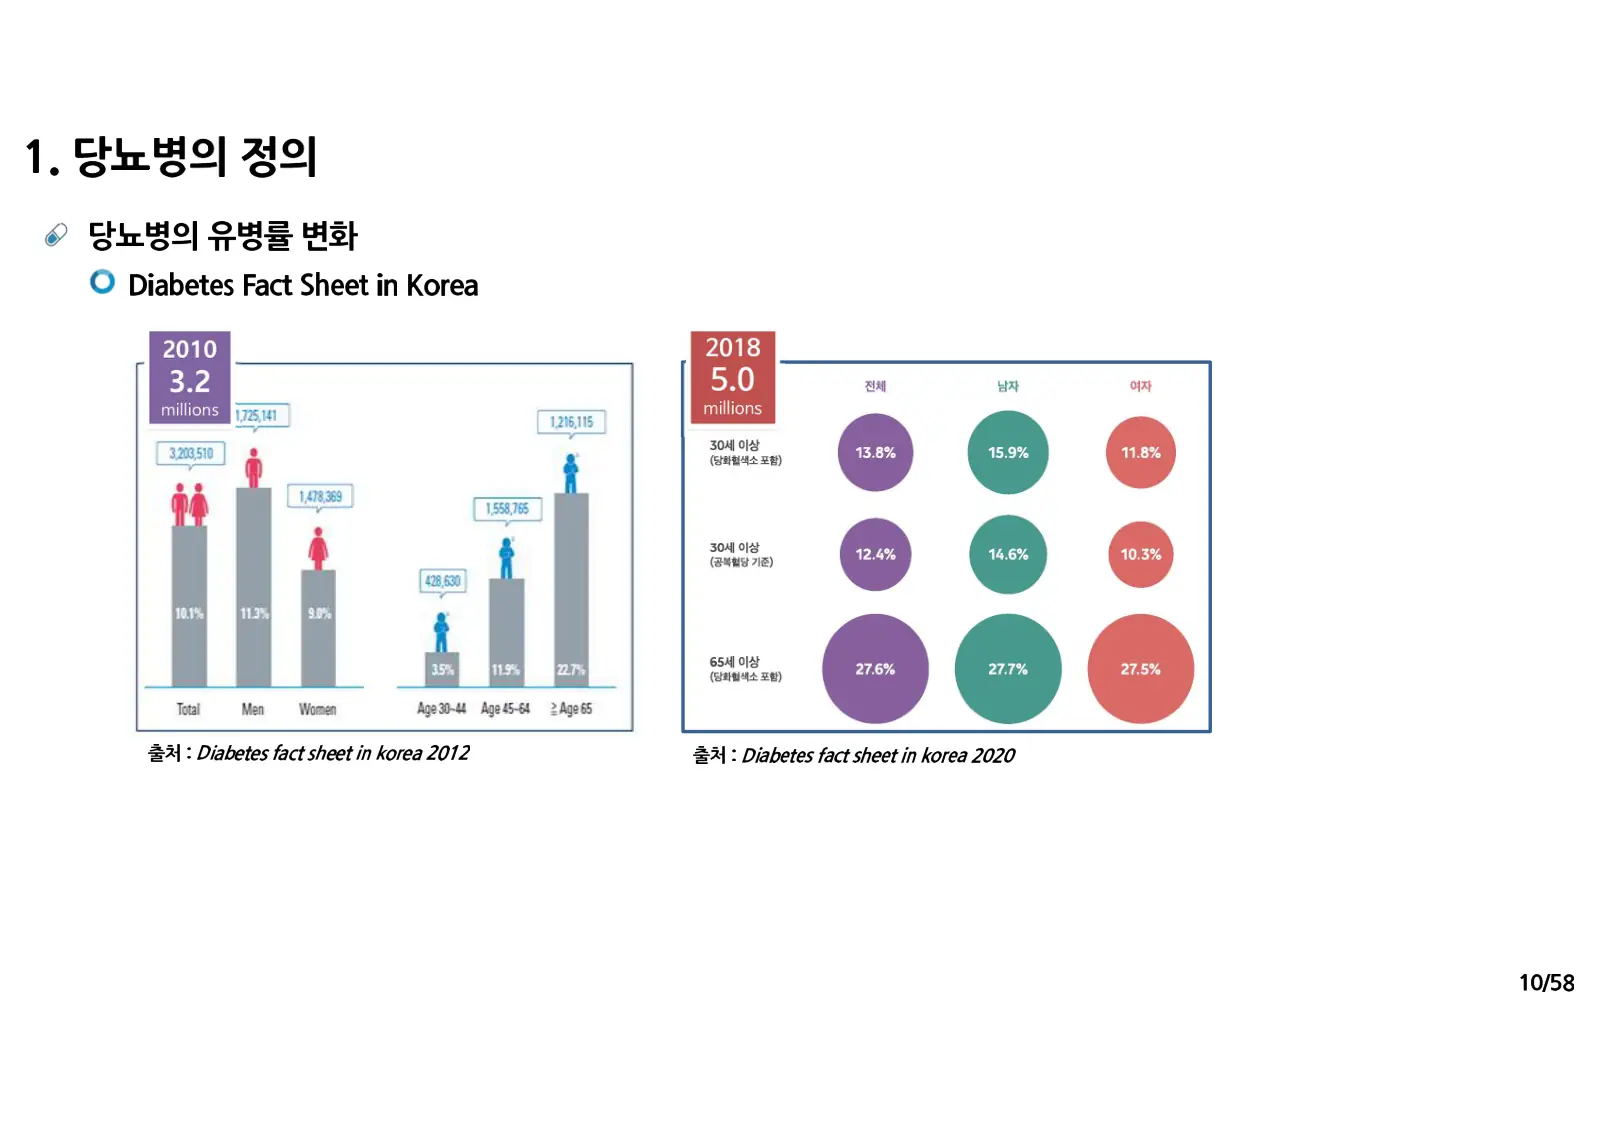 1. 당뇨병의 정의
당뇨병의 유병률 변화
Diabetes Fact Sheet in Korea
2010
3.2
millions
1,725,141
3,203,510
1,478,369
10.1%
11.3%
9.0%
Total
Men
Women
1,216,115
1,558,765
428,630
3.5%
11.9%
22.7%
Age 30~44
Age 45~64
≧ Age 65
출처 : Diabetes fact sheet in korea 2012
2018
5.0
millions
전체 남자 여자
30세 이상
(당화혈색소 포함)
13.8% 15.9% 11.8%
30세 이상
(공복혈당 기준)
12.4% 14.6% 10.3%
65세 이상
(당화혈색소 포함)
27.6% 27.7% 27.5%
출처 : Diabetes fact sheet in korea 2020
10/58